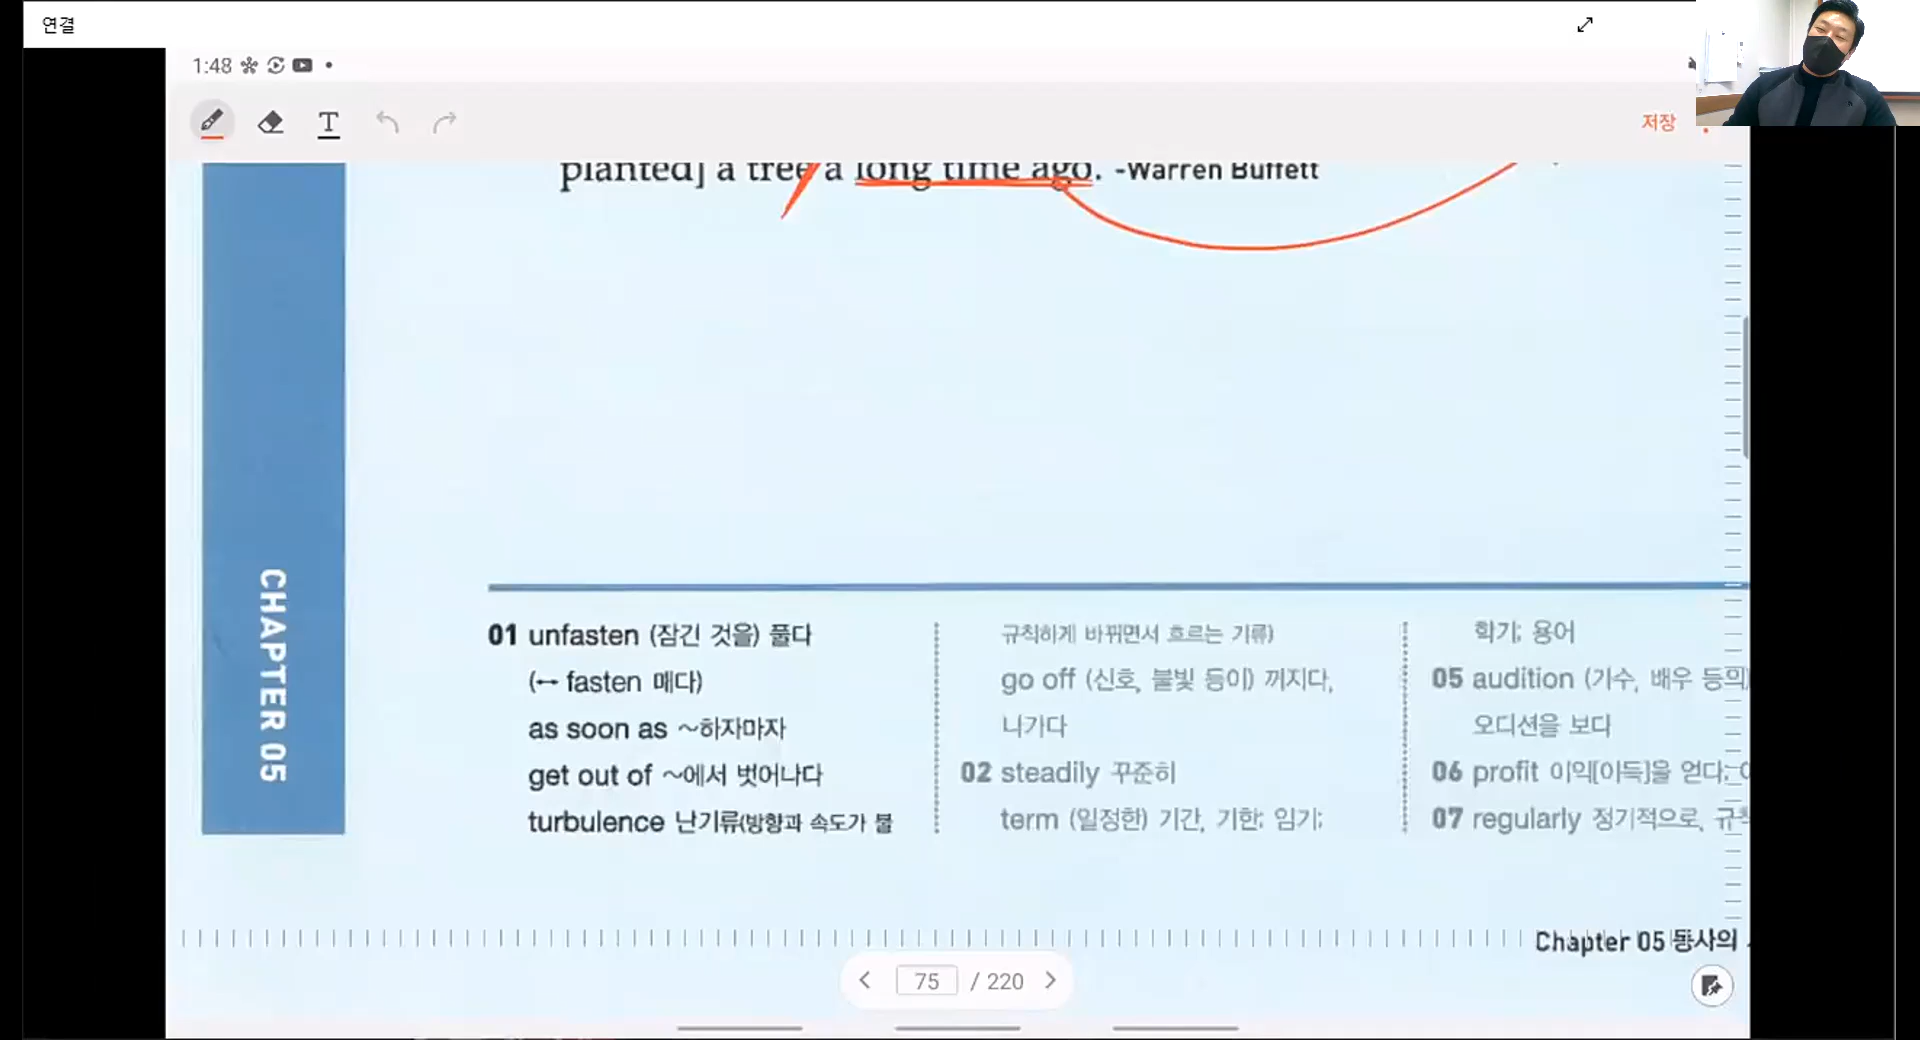 연결
1:48
T
저장
planted] a tree a long time ago. -Warren Buffett
CHAPTER 05
01 unfasten (잠긴 것을) 풀다
(↔ fasten 매다)
as soon as ~하자마자
get out of ~에서 벗어나다
turbulence 난기류(방향과 속도가 불
규칙하게 바뀌면서 흐르는 기류)
go off (신호, 불빛 등이) 꺼지다,
나가다
02 steadily 꾸준히
term (일정한) 기간, 기한; 임기;
학기; 용어
05 audition (가수, 배우 등의)
오디션을 보다
06 profit 이익[이득]을 얻다;
07 regularly 정기적으로, 규칙
Chapter 05 동사의
75 / 220